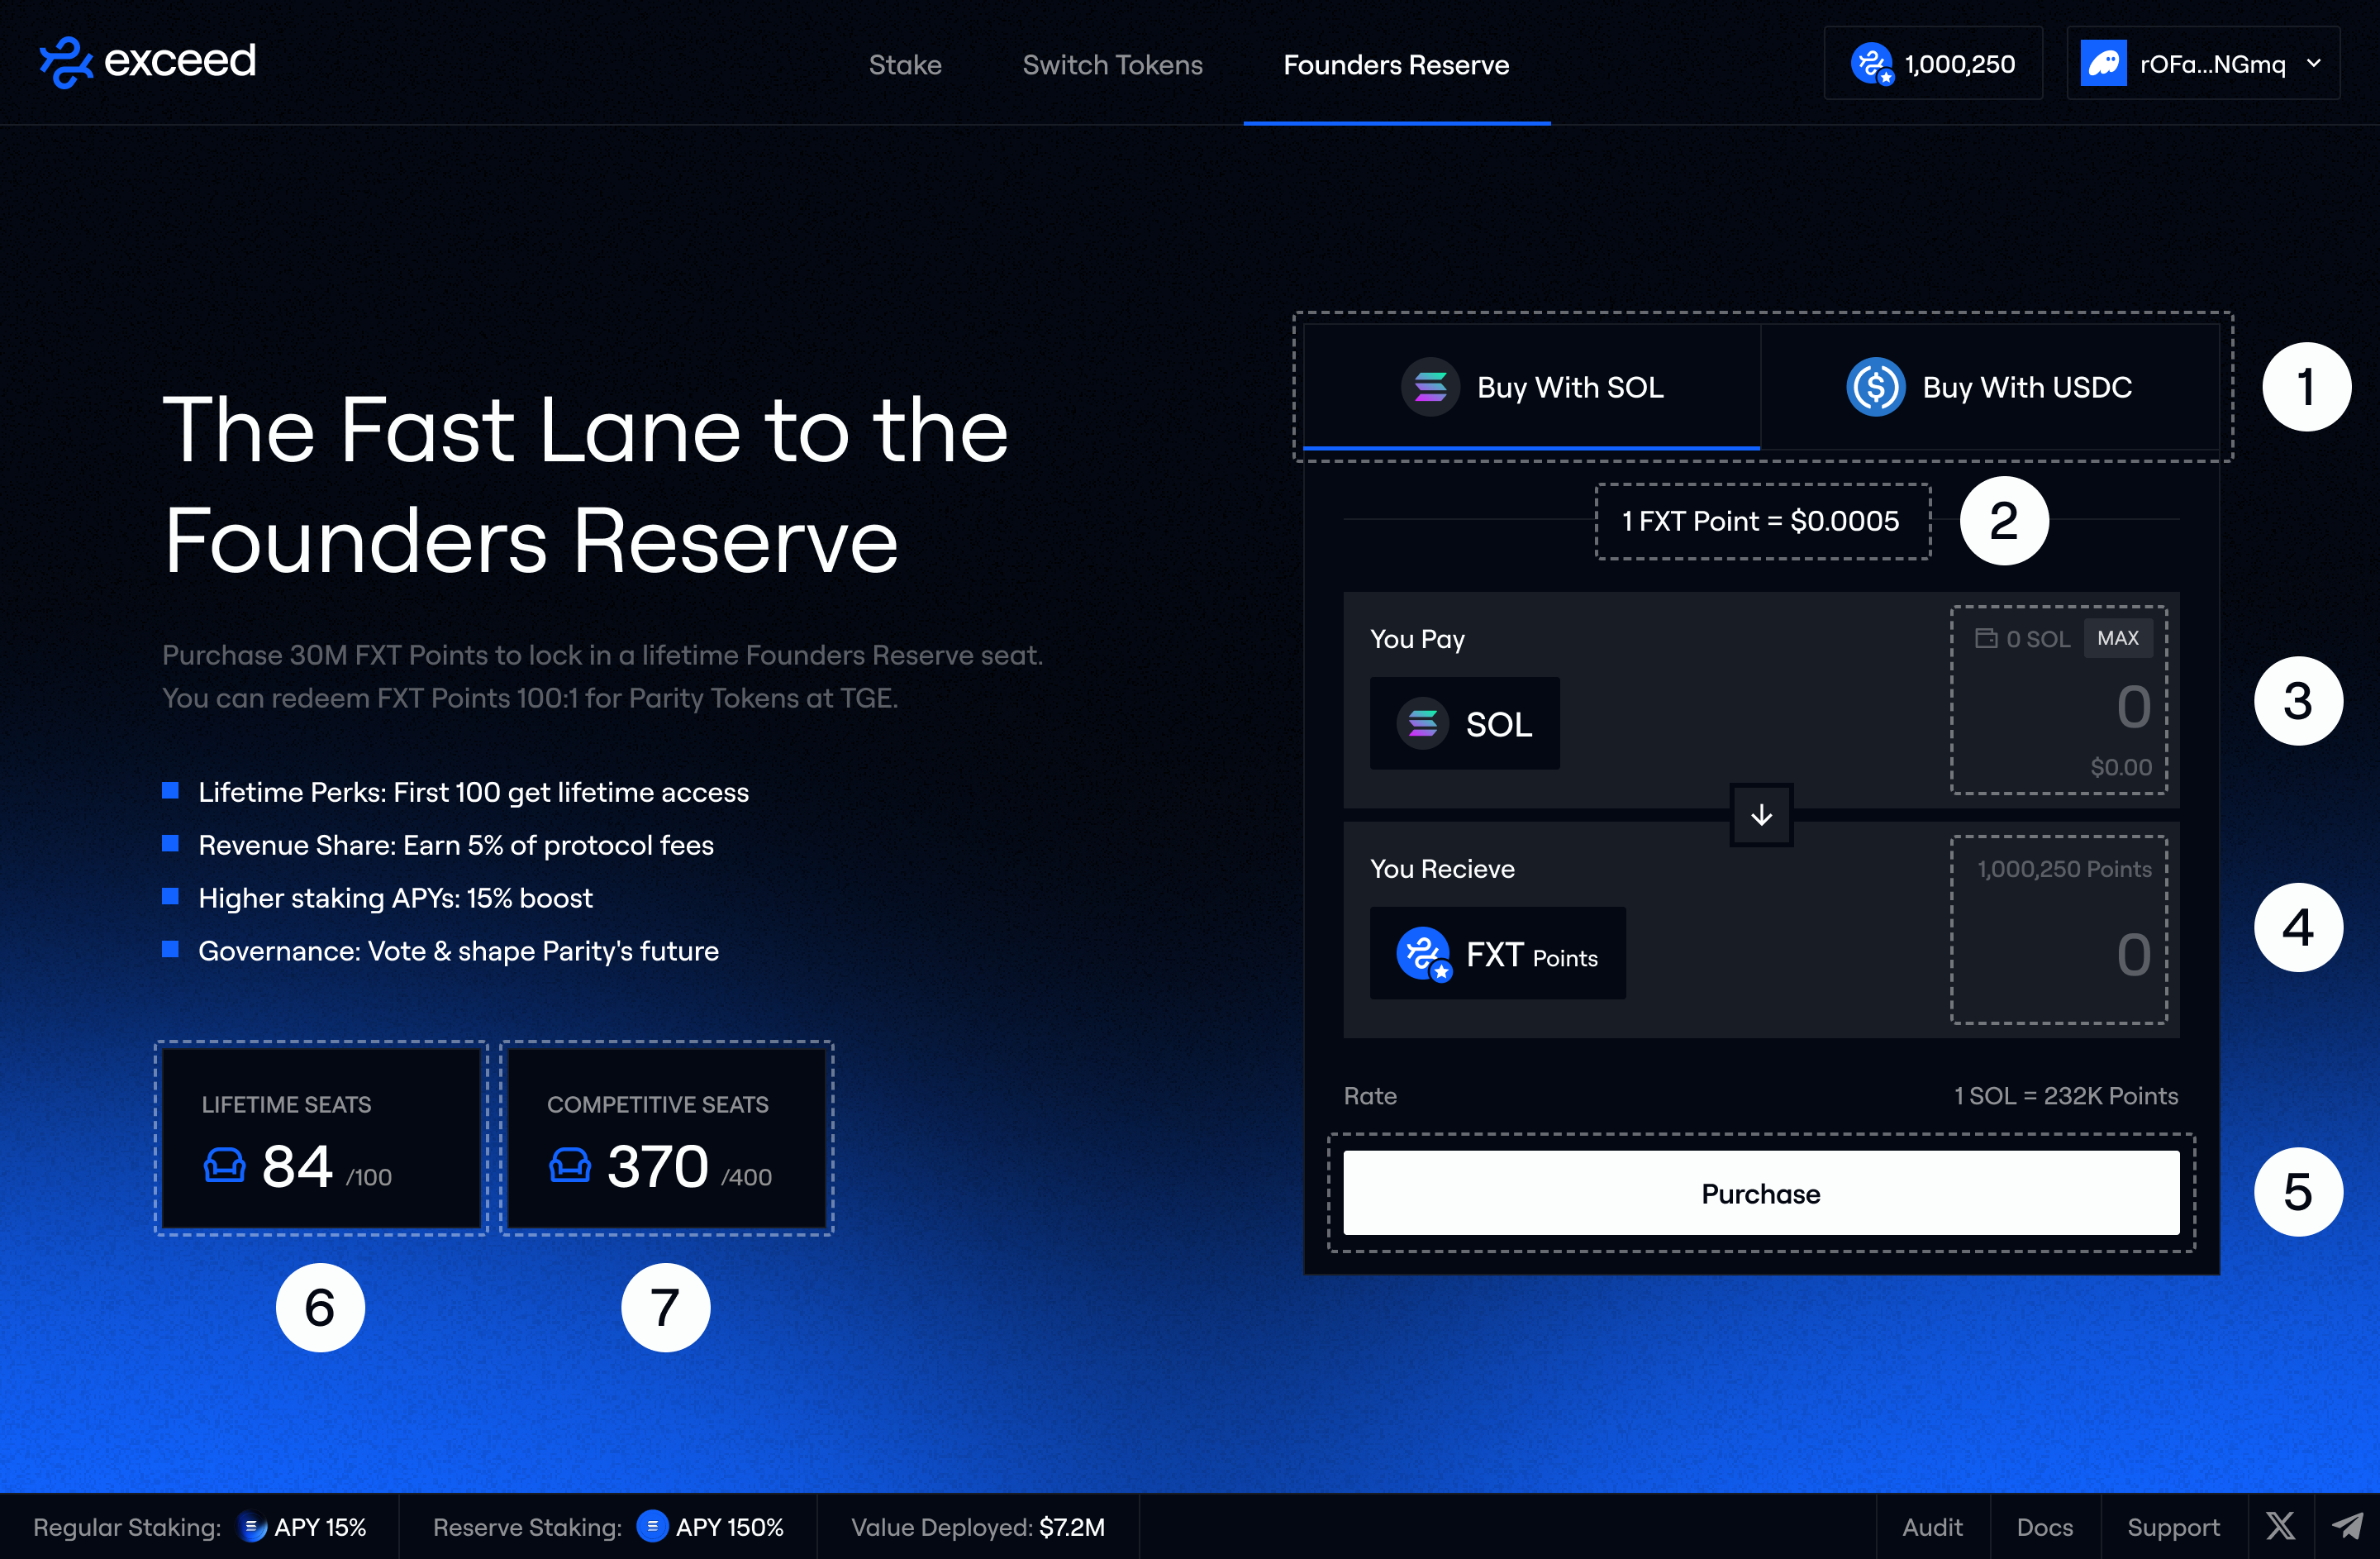 exceed
Stake
Switch Tokens
Founders Reserve
1,000,250
rOFa...NGmq
The Fast Lane to the
Founders Reserve
Purchase 30M FXT Points to lock in a lifetime Founders Reserve seat.
You can redeem FXT Points 100:1 for Parity Tokens at TGE.
Lifetime Perks: First 100 get lifetime access
Revenue Share: Earn 5% of protocol fees
Higher staking APYs: 15% boost
Governance: Vote & shape Parity's future
LIFETIME SEATS
84 /100
6
COMPETITIVE SEATS
370 /400
7
Buy With SOL
Buy With USDC
1
1 FXT Point = $0.0005
2
You Pay
0 SOL MAX
SOL
0
$0.00
3
You Recieve
1,000,250 Points
FXT Points
0
4
Rate
1 SOL = 232K Points
Purchase
5
Regular Staking: APY 15%
Reserve Staking: APY 150%
Value Deployed: $7.2M
Audit
Docs
Support